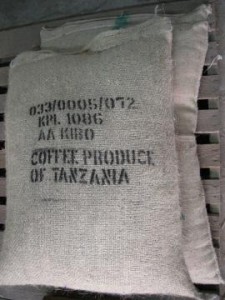 033/0005/072
KPL 1086
AA KIBO
COFFEE PRODUCE
OF TANZANIA